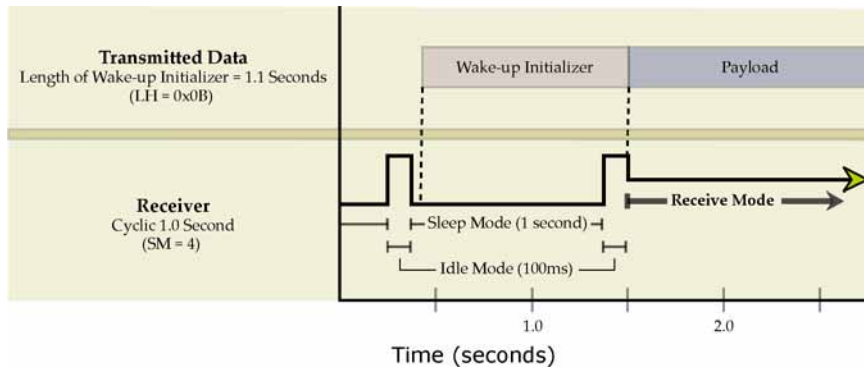 Transmitted Data
Length of Wake-up Initializer = 1.1 Seconds
(LH = 0x0B)
Wake-up Initializer
Payload
Receiver
Cyclic 1.0 Second
(SM = 4)
Sleep Mode (1 second)
Receive Mode
Idle Mode (100ms)
1.0
2.0
Time (seconds)